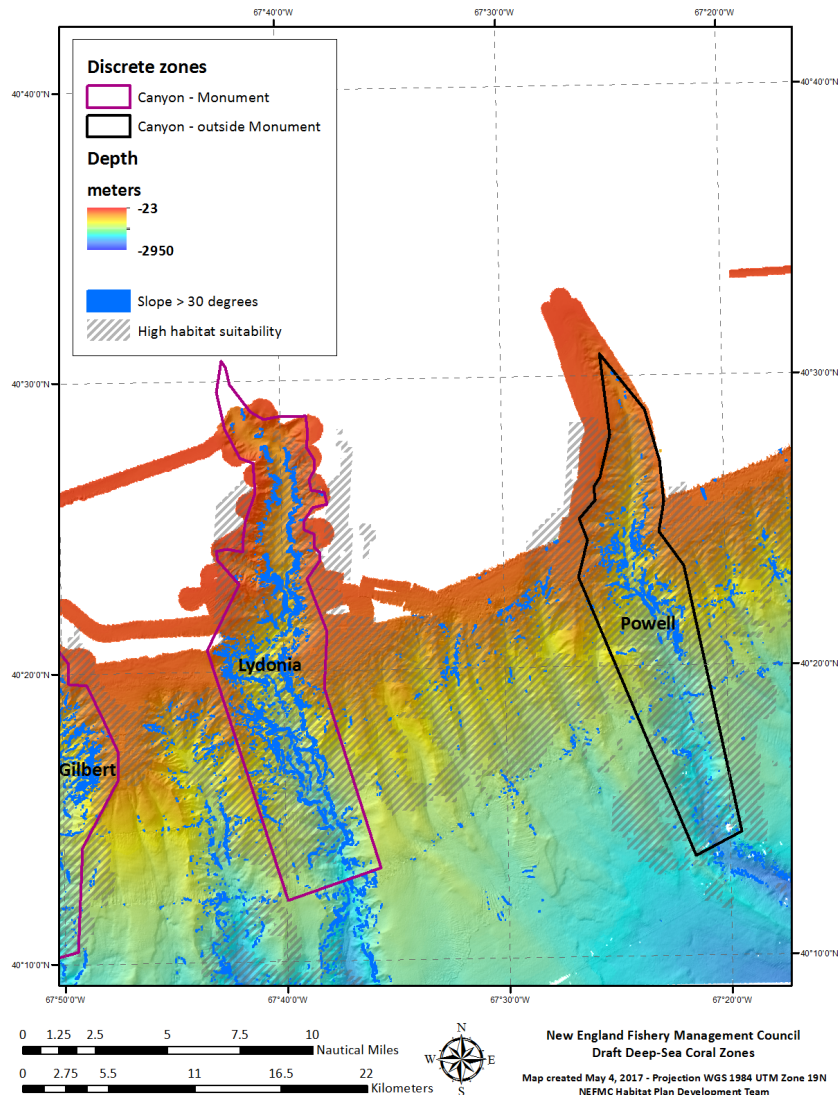 67°40'0"W 67°30'0"W 67°20'0"W
Discrete zones
Canyon - Monument
Canyon - outside Monument
Depth
meters
-23
-2950
Slope > 30 degrees
High habitat suitability
40°40'0"N 40°40'0"N
40°30'0"N 40°30'0"N
Powell
Lydonia
40°20'0"N 40°20'0"N
Gilbert
40°10'0"N 40°10'0"N
67°50'0"W 67°40'0"W 67°30'0"W 67°20'0"W
0 1.25 2.5 5 7.5 10
Nautical Miles
0 2.75 5.5 11 16.5 22
Kilometers
N
W E
S
New England Fishery Management Council
Draft Deep-Sea Coral Zones
Map created May 4, 2017 - Projection WGS 1984 UTM Zone 19N
NEFMC Habitat Plan Development Team